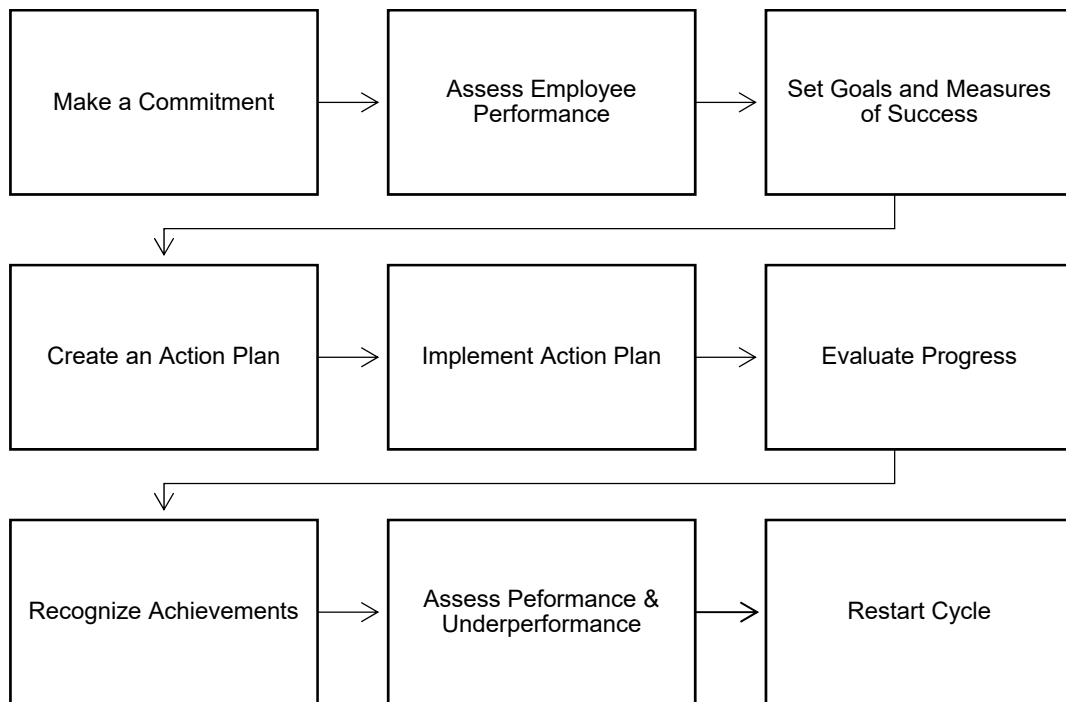 Make a Commitment
Assess Employee
Performance
Set Goals and Measures
of Success
Create an Action Plan
Implement Action Plan
Evaluate Progress
Recognize Achievements
Assess Peformance &
Underperformance
Restart Cycle